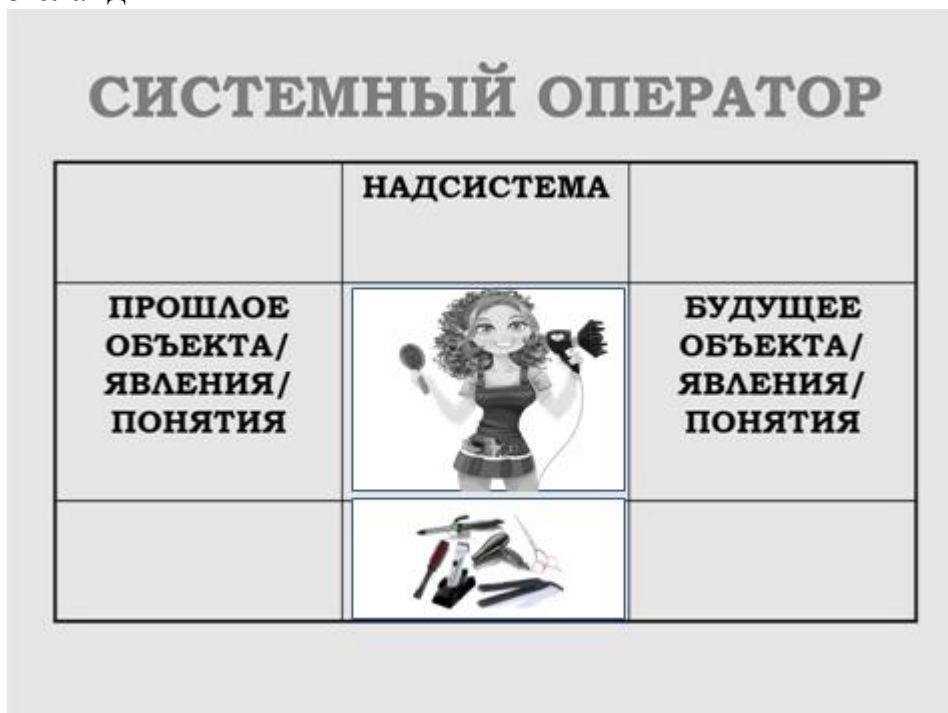 СИСТЕМНЫЙ ОПЕРАТОР
НАДСИСТЕМА
ПРОШЛОЕ
ОБЪЕКТА/
ЯВЛЕНИЯ/
ПОНЯТИЯ
БУДУЩЕЕ
ОБЪЕКТА/
ЯВЛЕНИЯ/
ПОНЯТИЯ